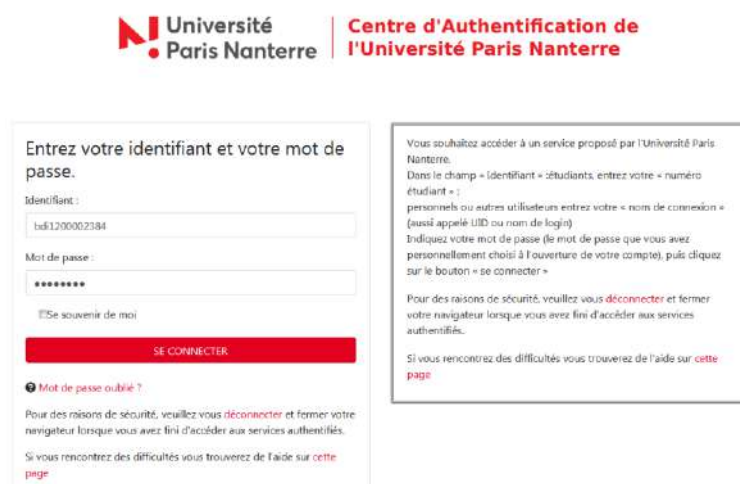 Université
Paris Nanterre
Centre d'Authentification de
l'Université Paris Nanterre
Entrez votre identifiant et votre mot de
passe.
Identifiant :
bdi1200002384
Mot de passe :
••••••••
Se souvenir de moi
SE CONNECTER
Mot de passe oublié ?
Pour des raisons de sécurité, veuillez vous déconnecter et fermer votre
navigateur lorsque vous avez fini d'accéder aux services authentifiés.
Si vous rencontrez des difficultés vous trouverez de l'aide sur cette
page
Vous souhaitez accéder à un service proposé par l'Université Paris
Nanterre.
Dans le champ « Identifiant » :étudiants, entrez votre « numéro
étudiant » ;
personnels ou autres utilisateurs entrez votre « nom de connexion »
(aussi appelé UID ou nom de login)
Indiquez votre mot de passe (le mot de passe que vous avez
personnellement choisi à l'ouverture de votre compte), puis cliquez
sur le bouton « se connecter »
Pour des raisons de sécurité, veuillez vous déconnecter et fermer
votre navigateur lorsque vous avez fini d'accéder aux services
authentifiés.
Si vous rencontrez des difficultés vous trouverez de l'aide sur cette
page